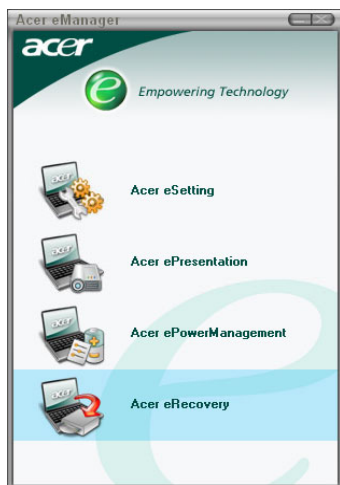 Acer eManager
acer
e Empowering Technology
Acer eSetting
Acer ePresentation
Acer ePowerManagement
Acer eRecovery